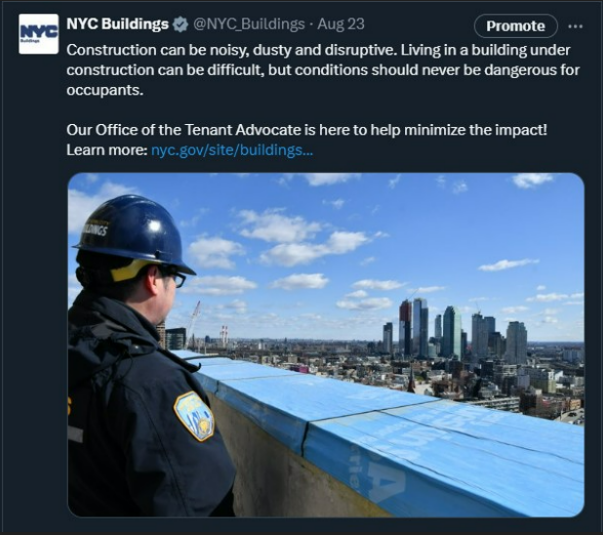 NYC Buildings @NYC_Buildings · Aug 23 Promote ...
NYC
Buildings
Construction can be noisy, dusty and disruptive. Living in a building under
construction can be difficult, but conditions should never be dangerous for
occupants.
Our Office of the Tenant Advocate is here to help minimize the impact!
Learn more: nyc.gov/site/buildings...